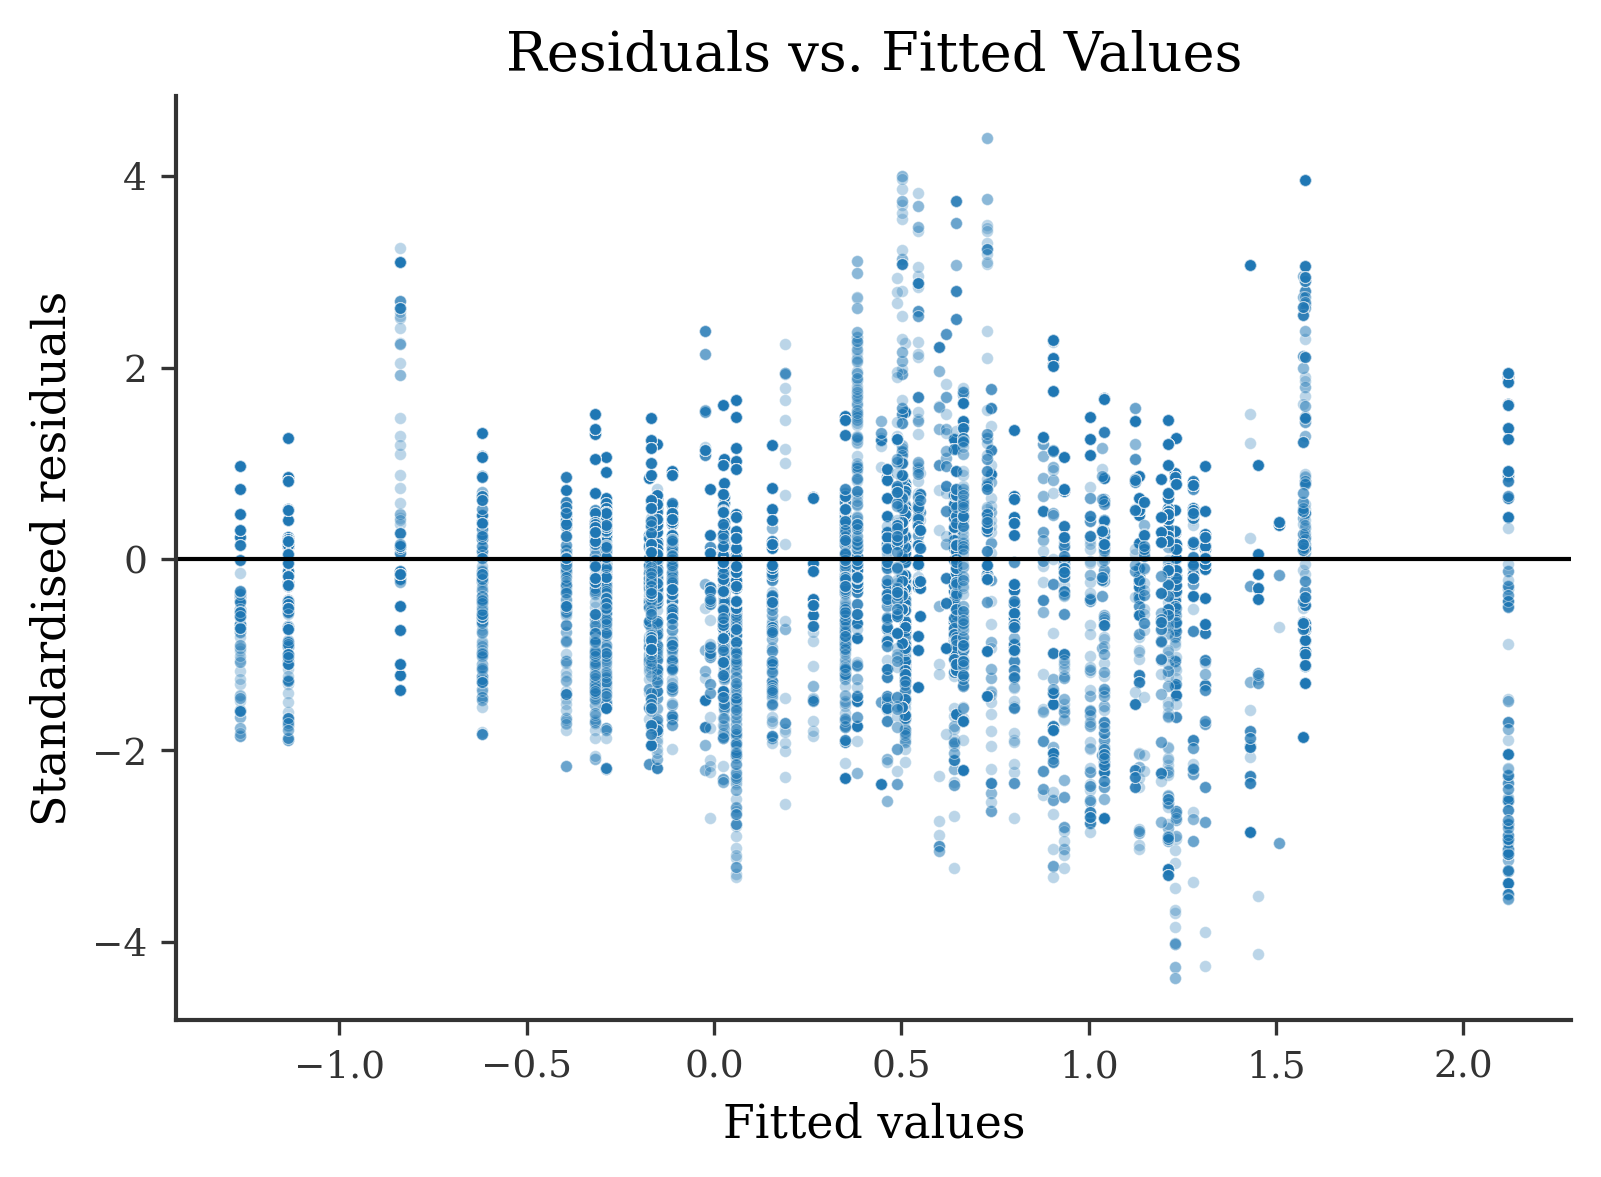 Residuals vs. Fitted Values
Standardised residuals
4
2
0
−2
−4
−1.0 −0.5 0.0 0.5 1.0 1.5 2.0
Fitted values